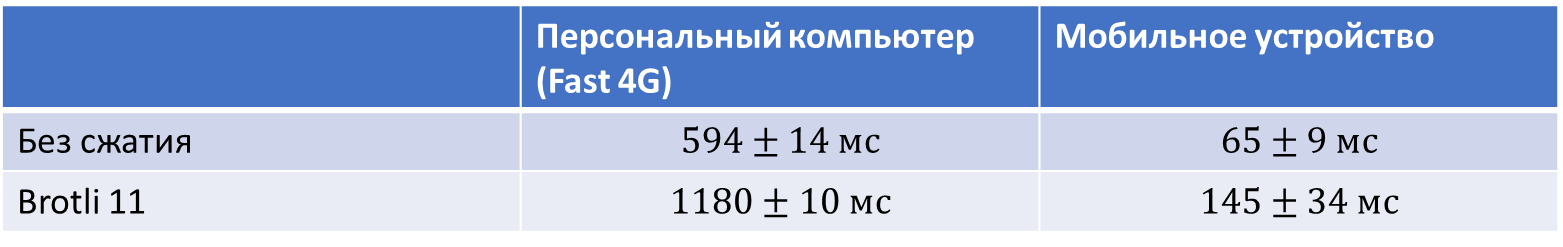 Персональный компьютер
(Fast 4G)
Мобильное устройство
Без сжатия
594 ± 14 мс
65 ± 9 мс
Brotli 11
1180 ± 10 мс
145 ± 34 мс